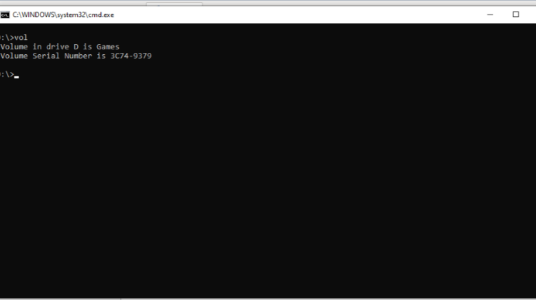 C:\WINDOWS\system32\cmd.exe
:\>vol
Volume in drive D is Games
Volume Serial Number is 3C74-9379
:\>